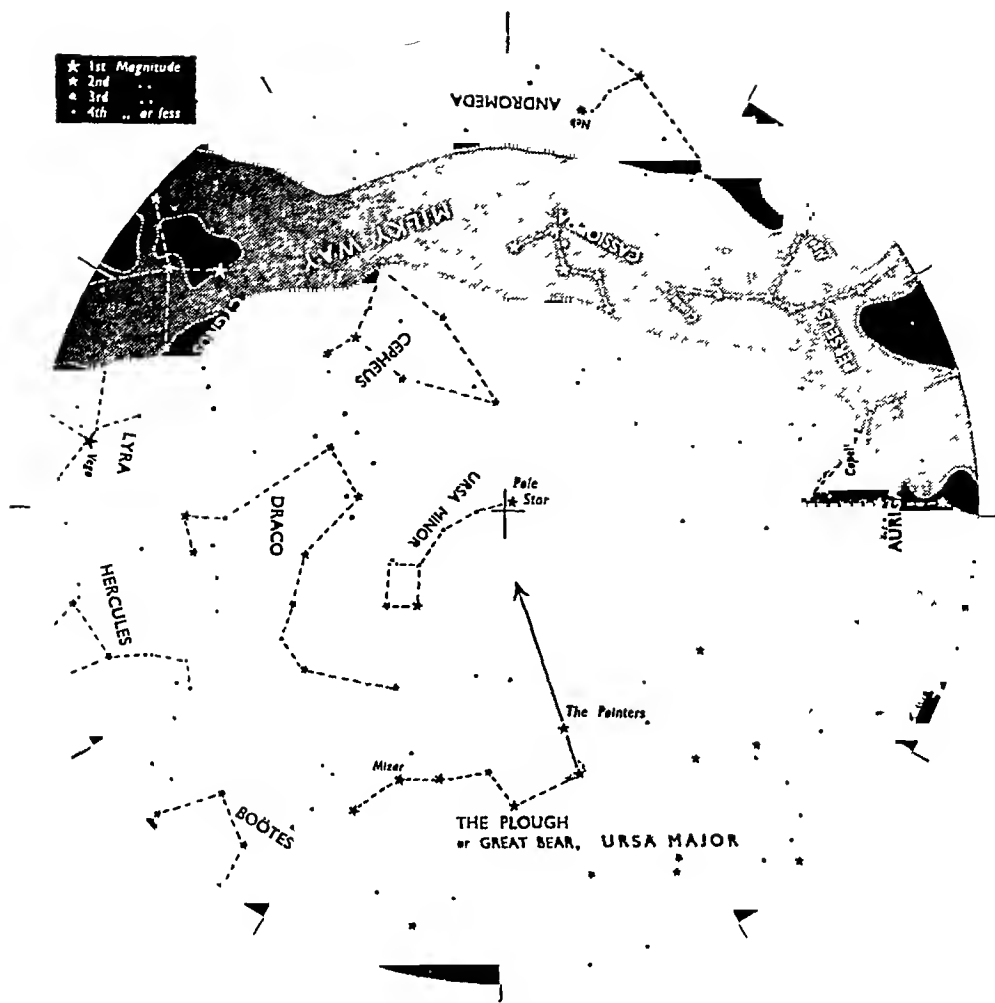 1st Magnitude
2nd ,,
3rd ,,
4th ,, or less
ANDROMEDA
MILKY WAY
CEPHEUS
LYRA
Vega
Pole
Star
URSA MINOR
DRACO
HERCULES
The Pointers
Mizar
BOÖTES
THE PLOUGH
or GREAT BEAR, URSA MAJOR